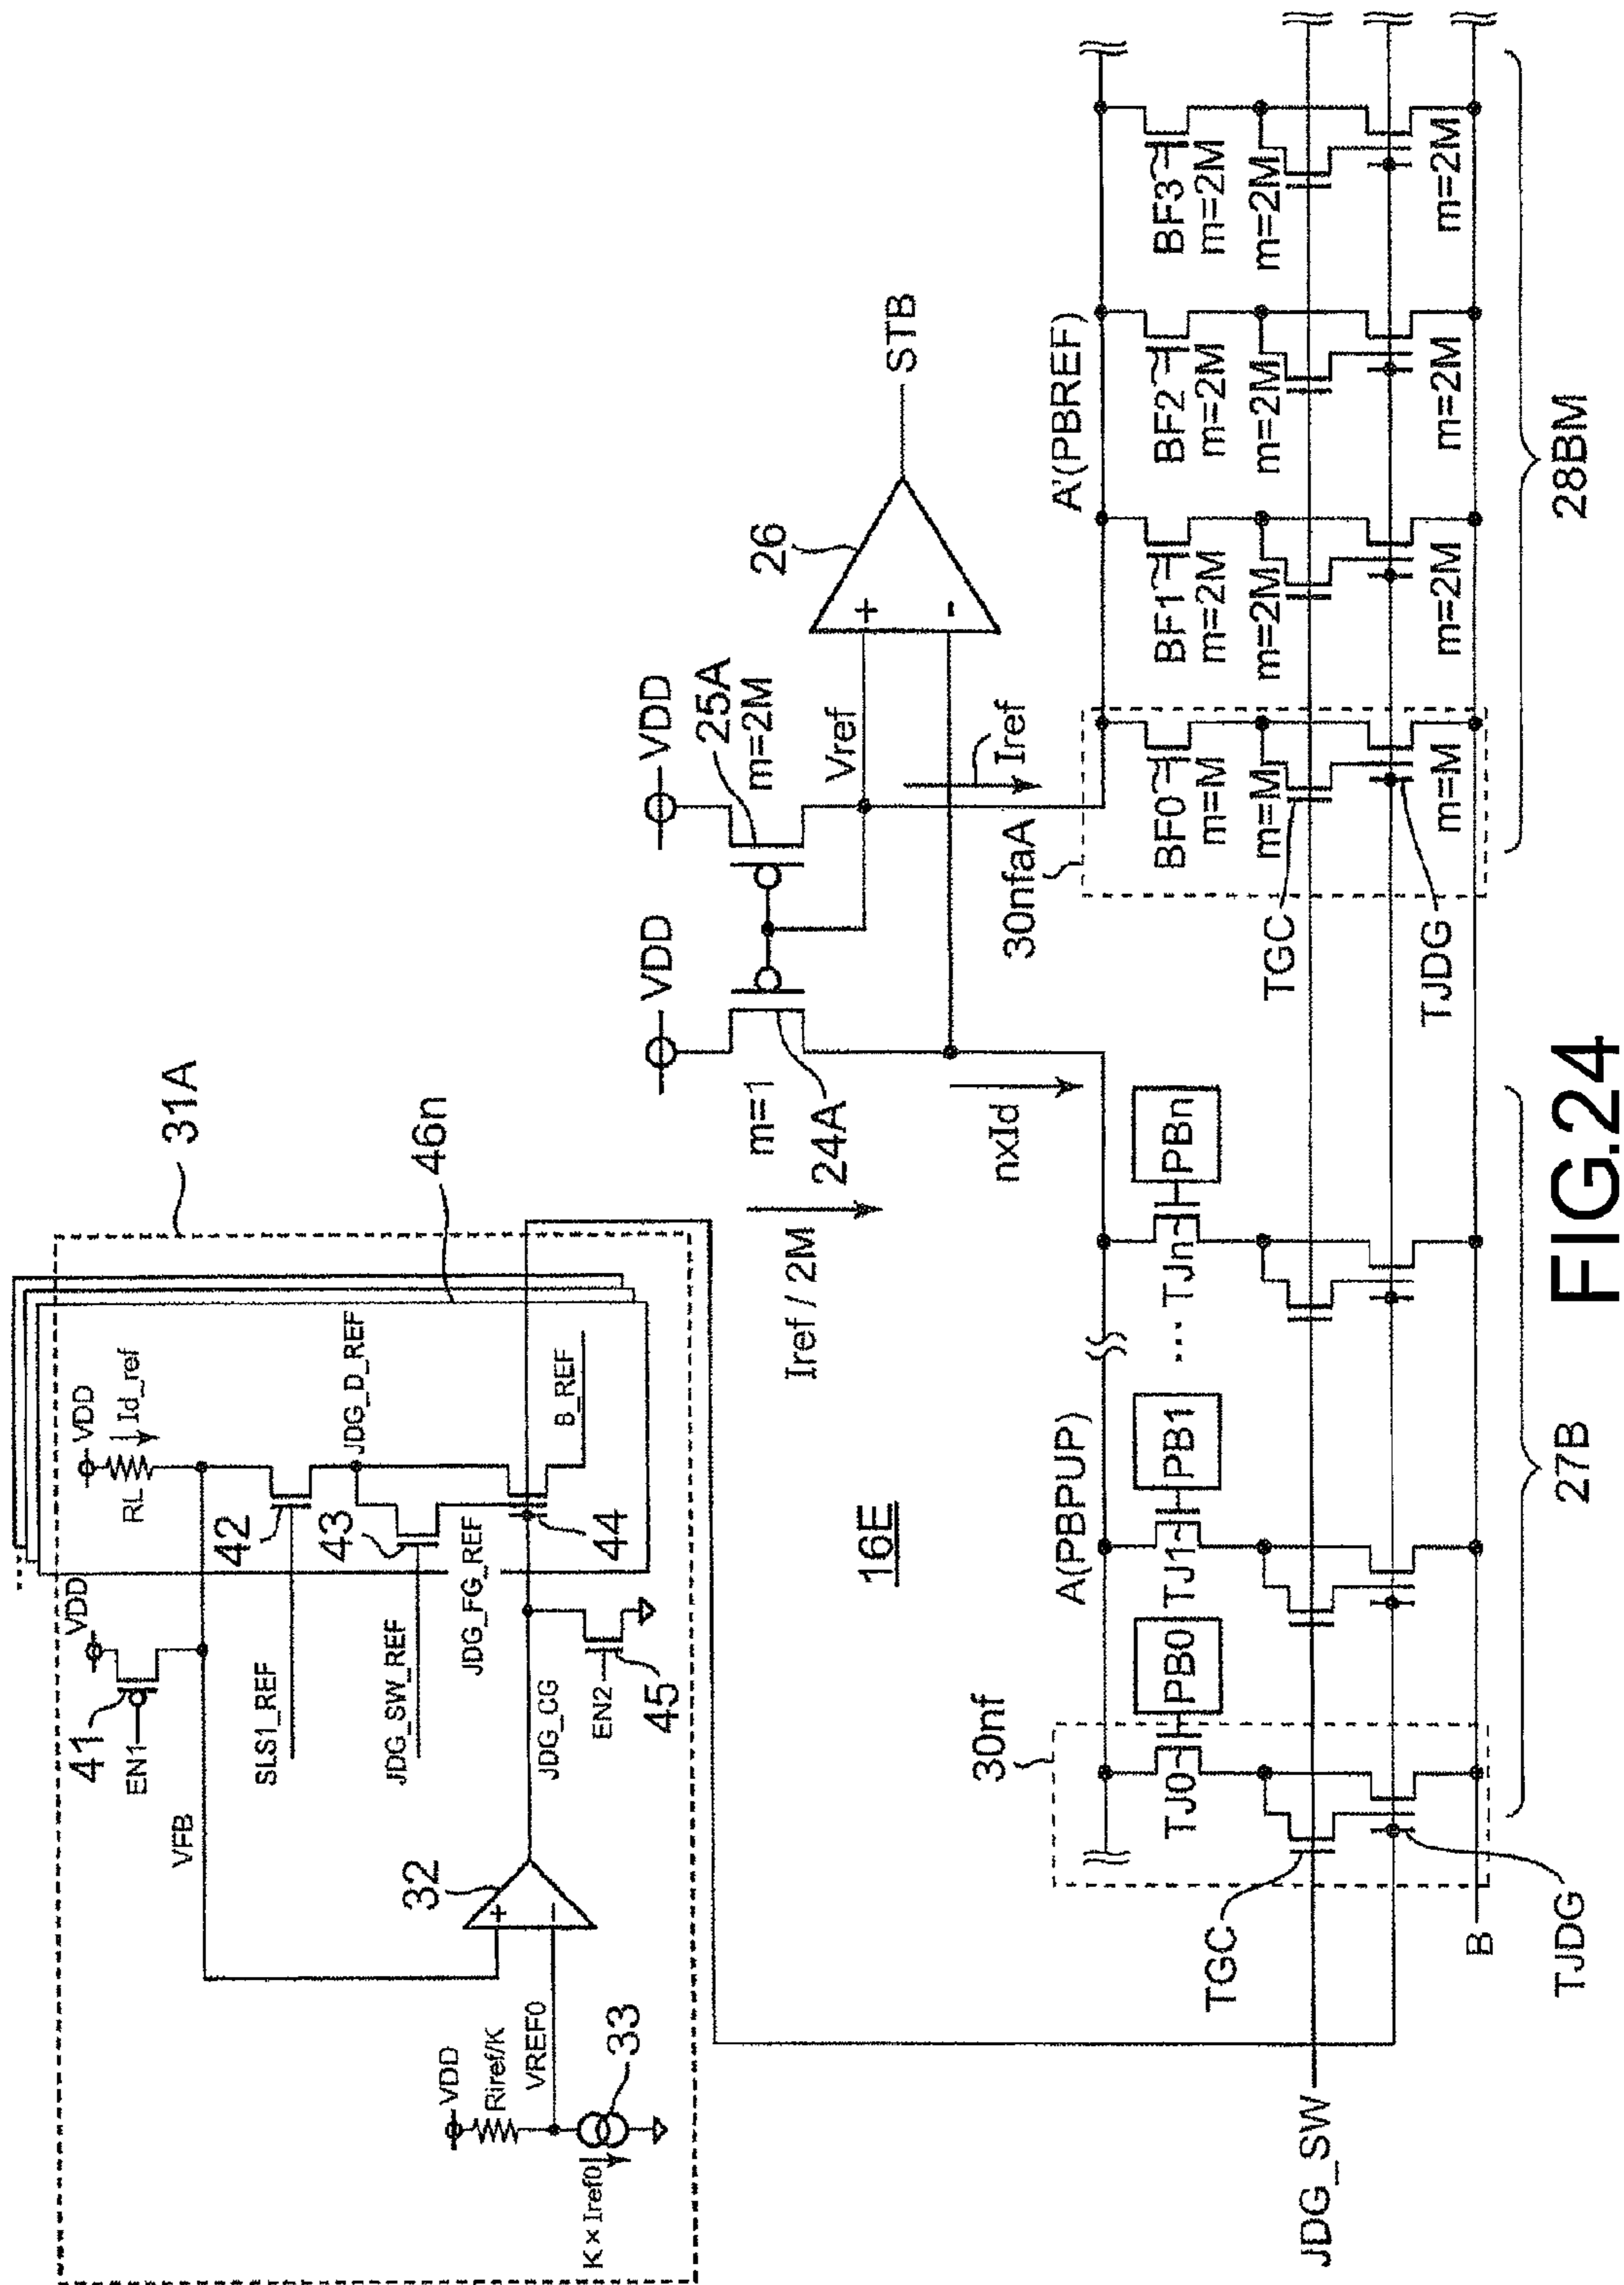 31A
46n
VDD
Id_ref
RL
VDD
41
EN1
VFB
42
JDG_D_REF
SLS1_REF
43
JDG_SW_REF
JDG_FG_REF
B_REF
44
32
+
−
JDG_CG
EN2
45
VDD
Riref/K
VREF0
33
K × Iref0
VDD
VDD
m=1
24A
25A
m=2M
Iref / 2M
Vref
26
+
-
STB
nxId
Iref
16E
30nf
A(PBPUP)
30nfaA
A'(PBREF)
TJ0
PB0
TJ1
PB1
...
TJn
PBn
BF0
m=M
m=M
m=M
BF1
m=2M
m=2M
m=2M
BF2
m=2M
m=2M
m=2M
BF3
m=2M
m=2M
m=2M
TGC
TGC
JDG_SW
B
TJDG
TJDG
27B
28BM
FIG.24